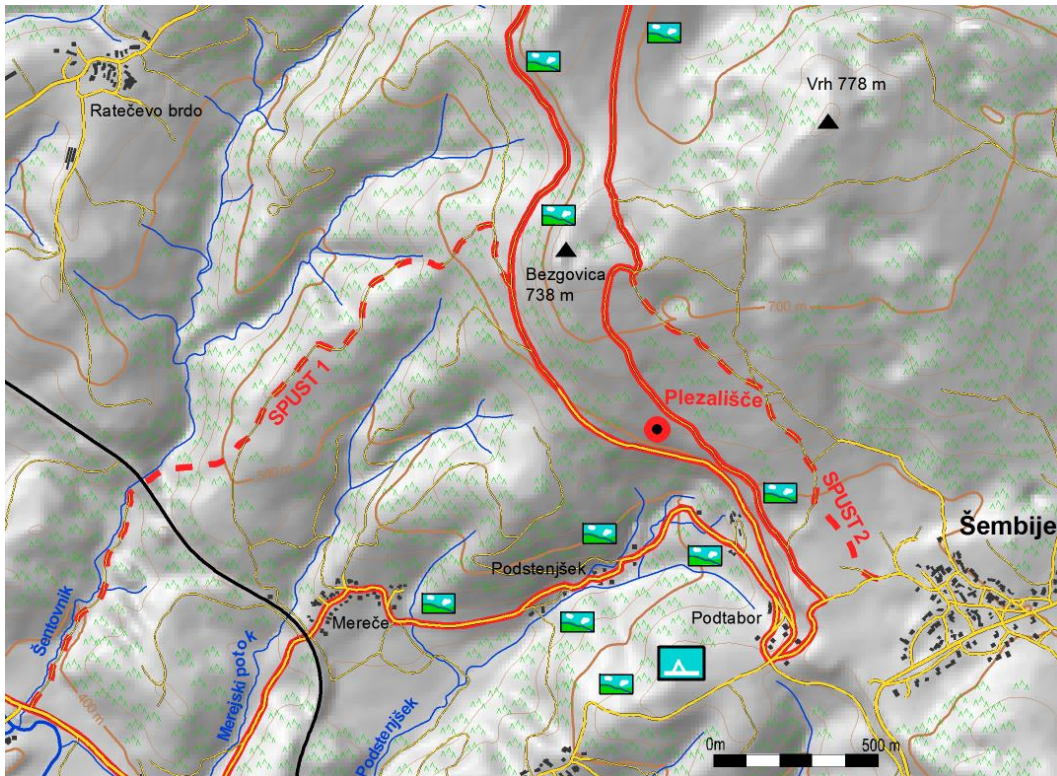 Vrh 778 m
Ratečevo brdo
Bezgovica
738 m
700 m
SPUST 1
Plezališče
500 m
SPUST 2
Šembije
Podstenjšek
Mereče
Podtabor
Šentovnik
Merejski potok
Podstenjšek
400 m
0m
500 m